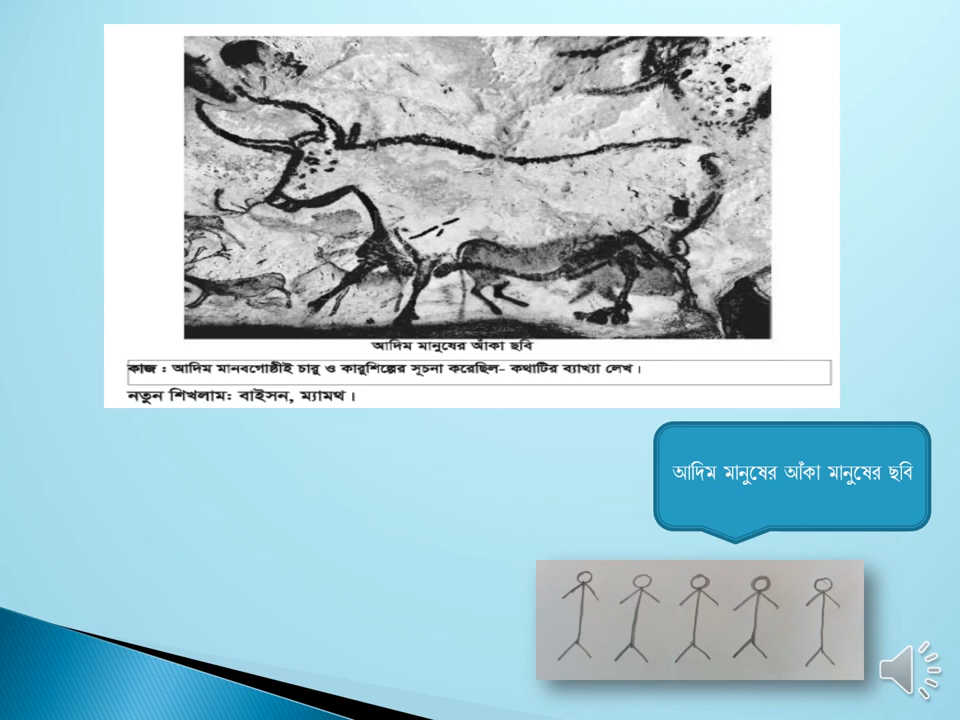 আদিম মানুষের আঁকা ছবি
কাজ : আদিম মানবগোষ্ঠীই চারু ও কারুশিল্পের সূচনা করেছিল- কথাটির ব্যাখ্যা লেখ।
নতুন শিখলাম: বাইসন, ম্যামথ।
আদিম মানুষের আঁকা মানুষের ছবি